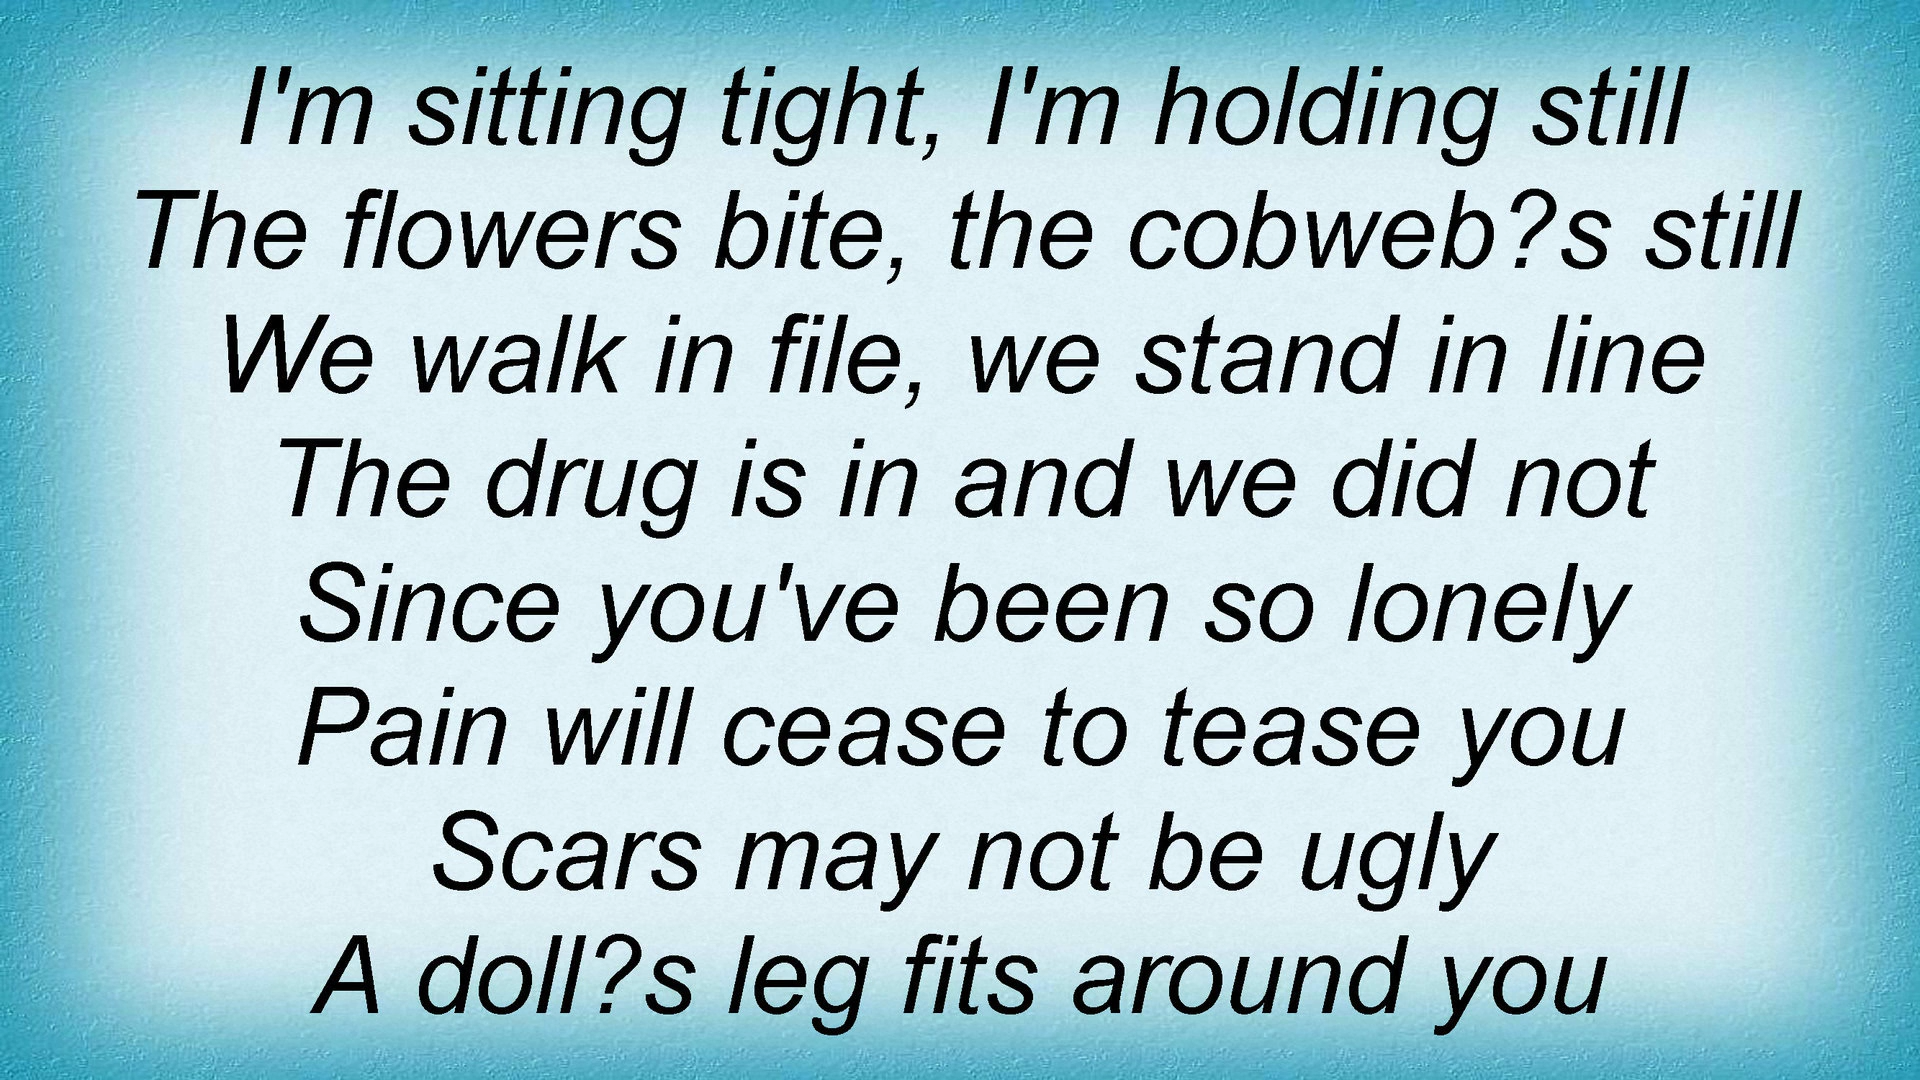 I'm sitting tight, I'm holding still
The flowers bite, the cobweb?s still
We walk in file, we stand in line
The drug is in and we did not
Since you've been so lonely
Pain will cease to tease you
Scars may not be ugly
A doll?s leg fits around you